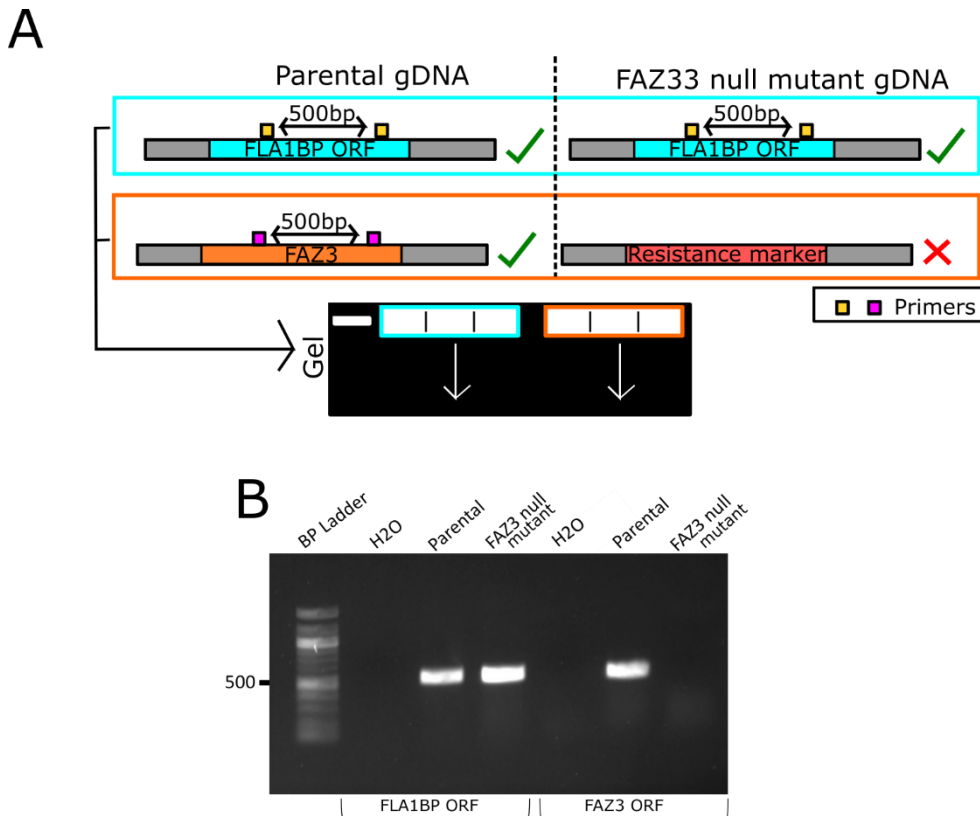 A
Parental gDNA
FAZ33 null mutant gDNA
500bp
500bp
FLA1BP ORF
FLA1BP ORF
500bp
FAZ3
Resistance marker
Primers
Gel
B
BP Ladder
H2O
Parental
FAZ3 null
mutant
H2O
Parental
FAZ3 null
mutant
500
FLA1BP ORF
FAZ3 ORF